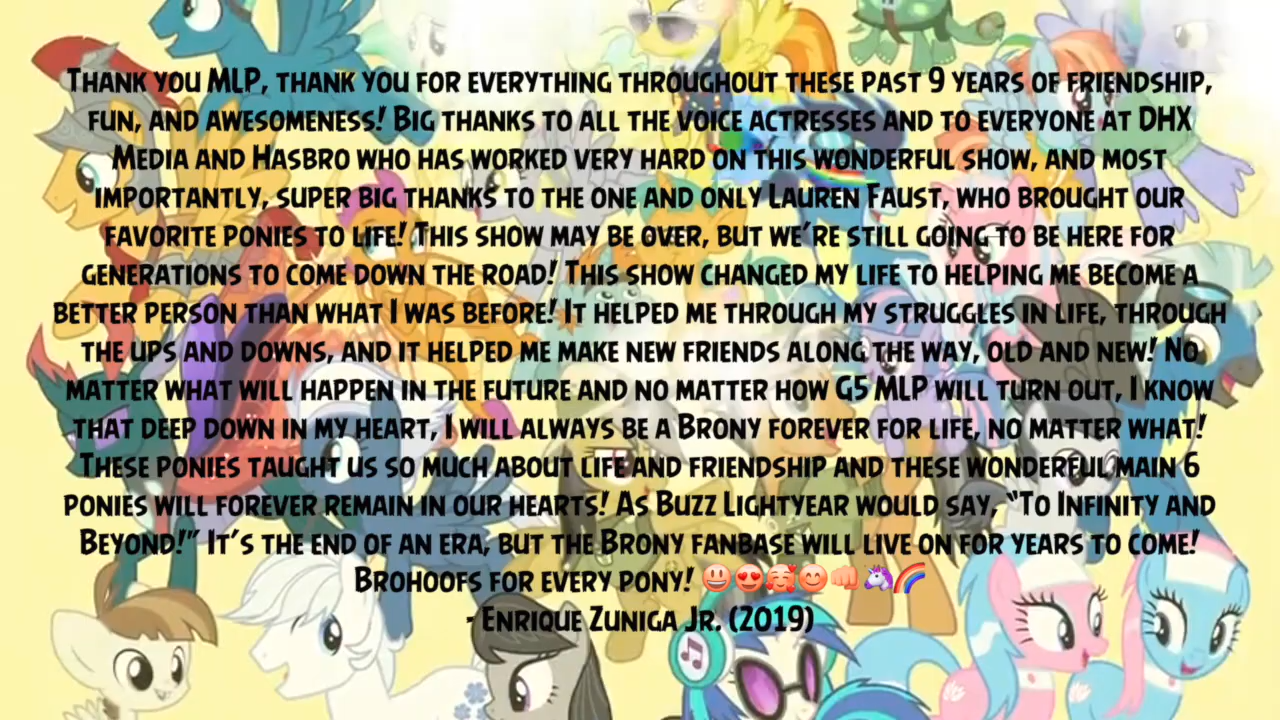 Thank you MLP, thank you for everything throughout these past 9 years of friendship,
fun, and awesomeness! Big thanks to all the voice actresses and to everyone at DHX
Media and Hasbro who has worked very hard on this wonderful show, and most
importantly, super big thanks to the one and only Lauren Faust, who brought our
favorite ponies to life! This show may be over, but we're still going to be here for
generations to come down the road! This show changed my life to helping me become a
better person than what I was before! It helped me through my struggles in life, through
the ups and downs, and it helped me make new friends along the way, old and new! No
matter what will happen in the future and no matter how G5 MLP will turn out, I know
that deep down in my heart, I will always be a Brony forever for life, no matter what!
These ponies taught us so much about life and friendship and these wonderful main 6
ponies will forever remain in our hearts! As Buzz Lightyear would say, “To Infinity and
Beyond!” It's the end of an era, but the Brony fanbase will live on for years to come!
Brohoofs for every pony! 😃😍🥰😊👊🦄🌈
- Enrique Zuniga Jr. (2019)